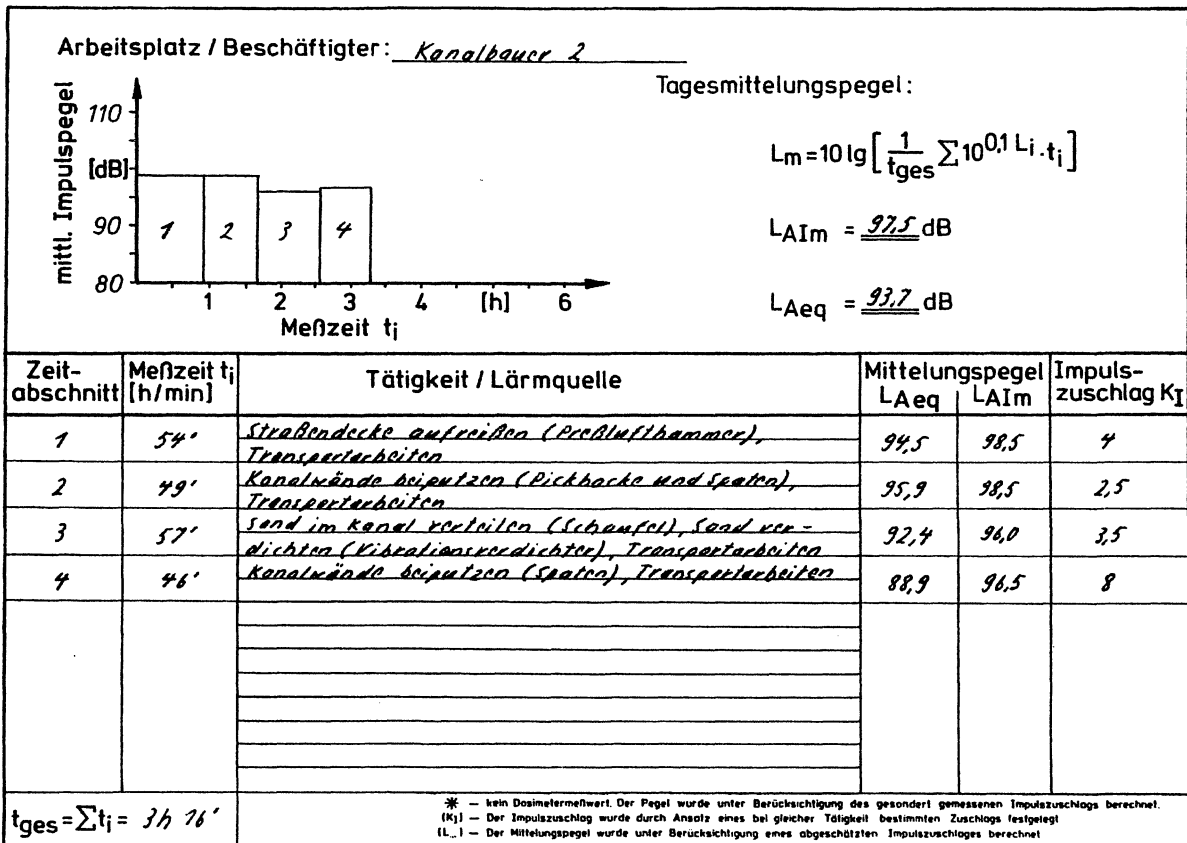 Arbeitsplatz / Beschäftigter: Kanalbauer 2
mittl. Impulspegel
[dB]
110
90
80
1 2 3 4
1 2 3 4 [h] 6
Meßzeit ti
Tagesmittelungspegel:
Lm = 10 lg [ 1/tges ∑ 10^0,1 Li · ti ]
LAIm = 97,5 dB
LAeq = 93,7 dB
Zeit-abschnitt | Meßzeit ti [h/min] | Tätigkeit / Lärmquelle | Mittelungspegel LAeq | LAIm | Impuls-zuschlag KI
1 54' Straßendecke aufreißen (Preßlufthammer), 94,5 98,5 4
Transportarbeiten
2 49' Kanalwände beiputzen (Pickhacke und Spaten), 95,9 98,5 2,5
Transportarbeiten
3 57' Sand im Kanal verteilen (Schaufel), Sand ver- 92,4 96,0 3,5
dichten (Vibrationsverdichter), Transportarbeiten
4 46' Kanalwände beiputzen (Spaten), Transportarbeiten 88,9 96,5 8
tges = ∑ti = 3h 16'
* – kein Dosimetermeßwert. Der Pegel wurde unter Berücksichtigung des gesondert gemessenen Impulszuschlags berechnet.
(KI) – Der Impulszuschlag wurde durch Ansatz eines bei gleicher Tätigkeit bestimmten Zuschlags festgelegt
(L...) – Der Mittelungspegel wurde unter Berücksichtigung eines abgeschätzten Impulszuschlages berechnet